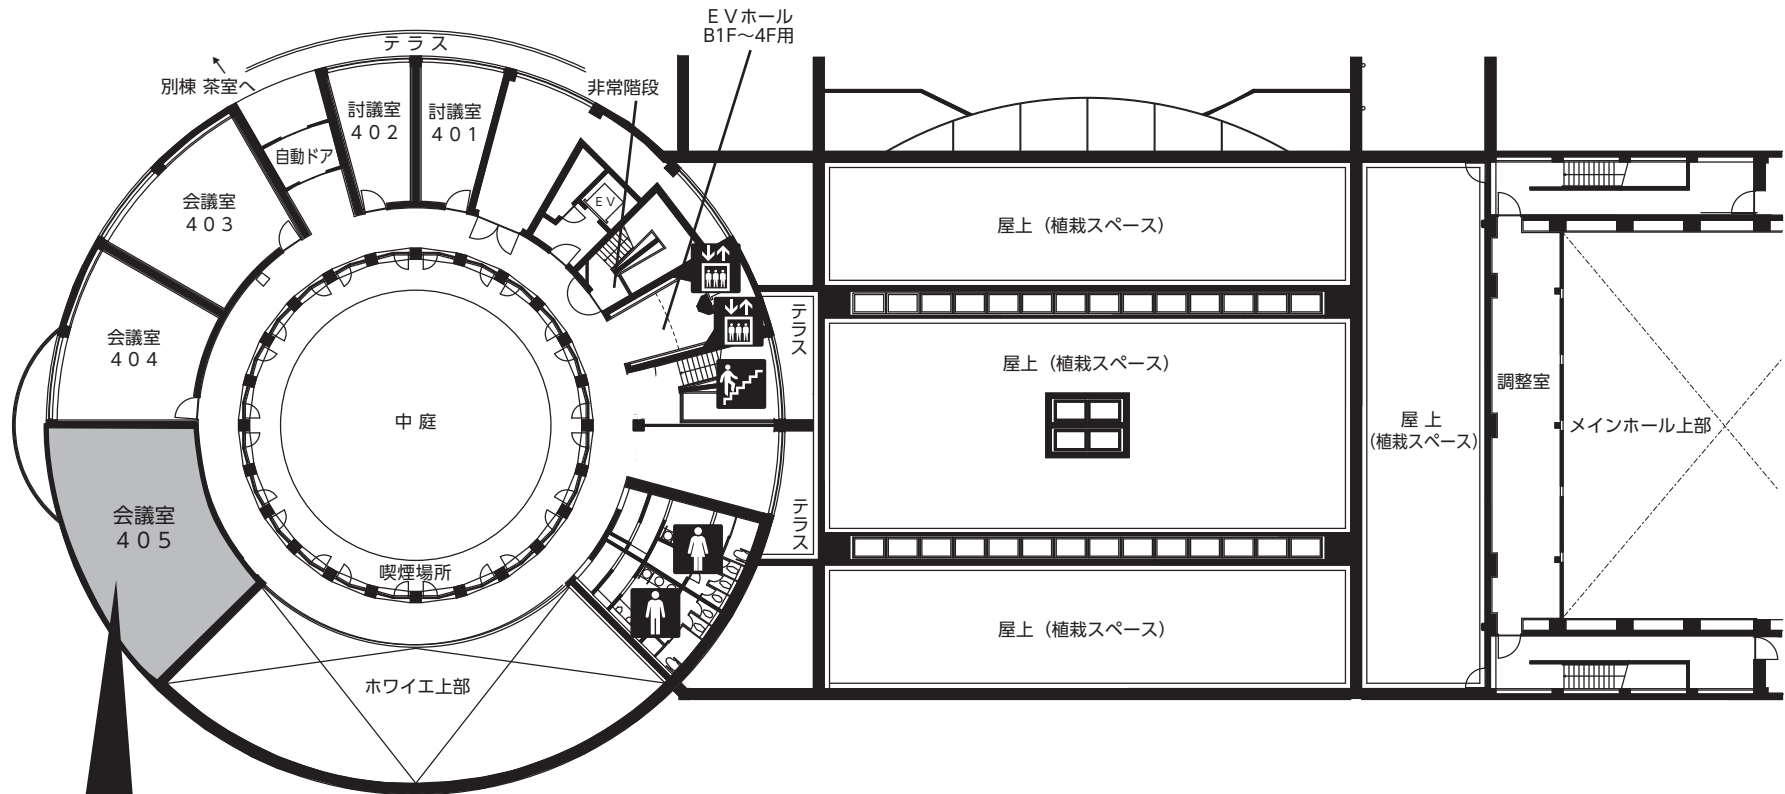 ＥＶホール
B1F～4F用
テ ラ ス
別棟 茶室へ
非常階段
討議室
４０２
討議室
４０１
自動ドア
会議室
４０３
ＥＶ
屋上（植栽スペース）
テラス
会議室
４０４
屋上（植栽スペース）
調整室
中 庭
屋 上
（植栽スペース）
メインホール上部
会議室
４０５
テラス
喫煙場所
屋上（植栽スペース）
ホワイエ上部